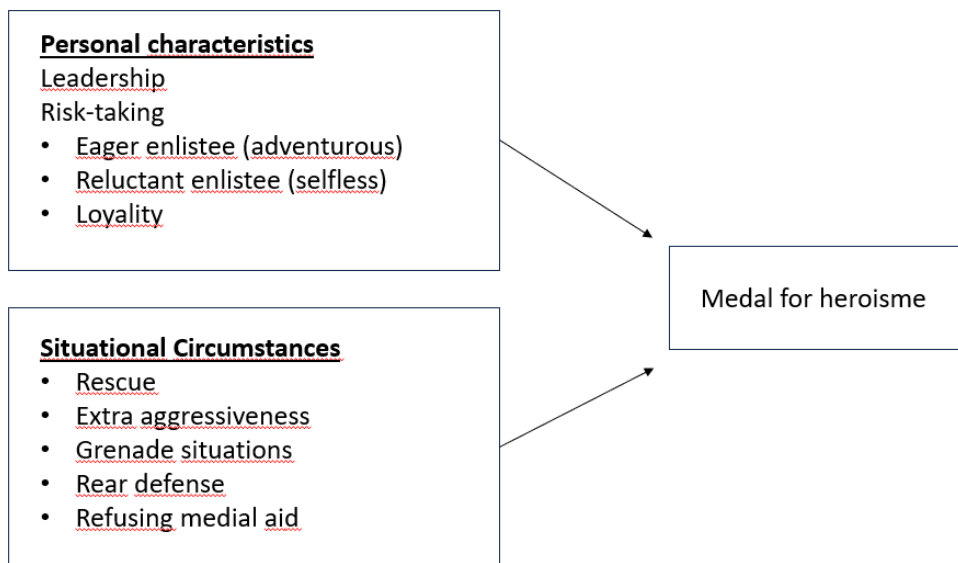 Personal characteristics
Leadership
Risk-taking
• Eager enlistee (adventurous)
• Reluctant enlistee (selfless)
• Loyality
Medal for heroisme
Situational Circumstances
• Rescue
• Extra aggressiveness
• Grenade situations
• Rear defense
• Refusing medial aid